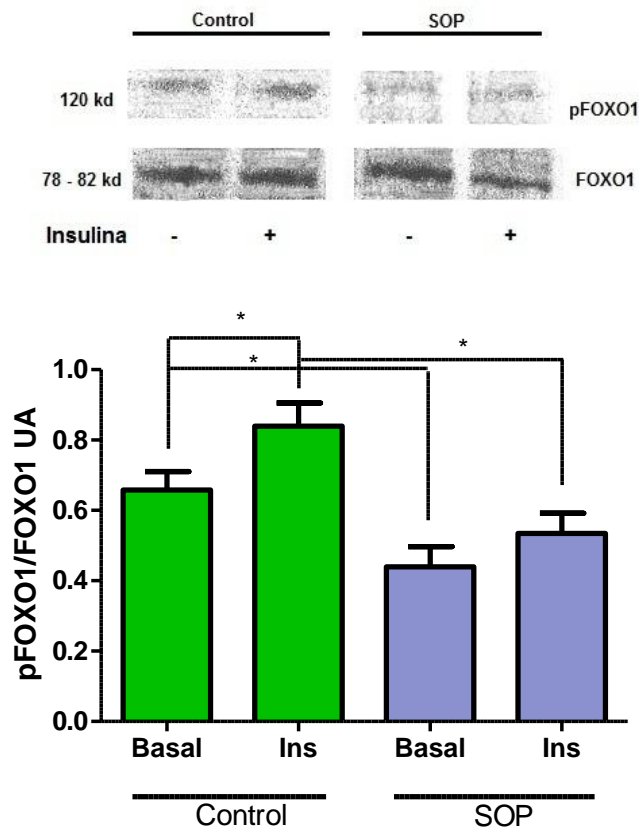 Control SOP
120 kd pFOXO1
78 - 82 kd FOXO1
Insulina - + - +
* * *
pFOXO1/FOXO1 UA
1.0
0.8
0.6
0.4
0.2
0.0
Basal Ins Basal Ins
Control SOP